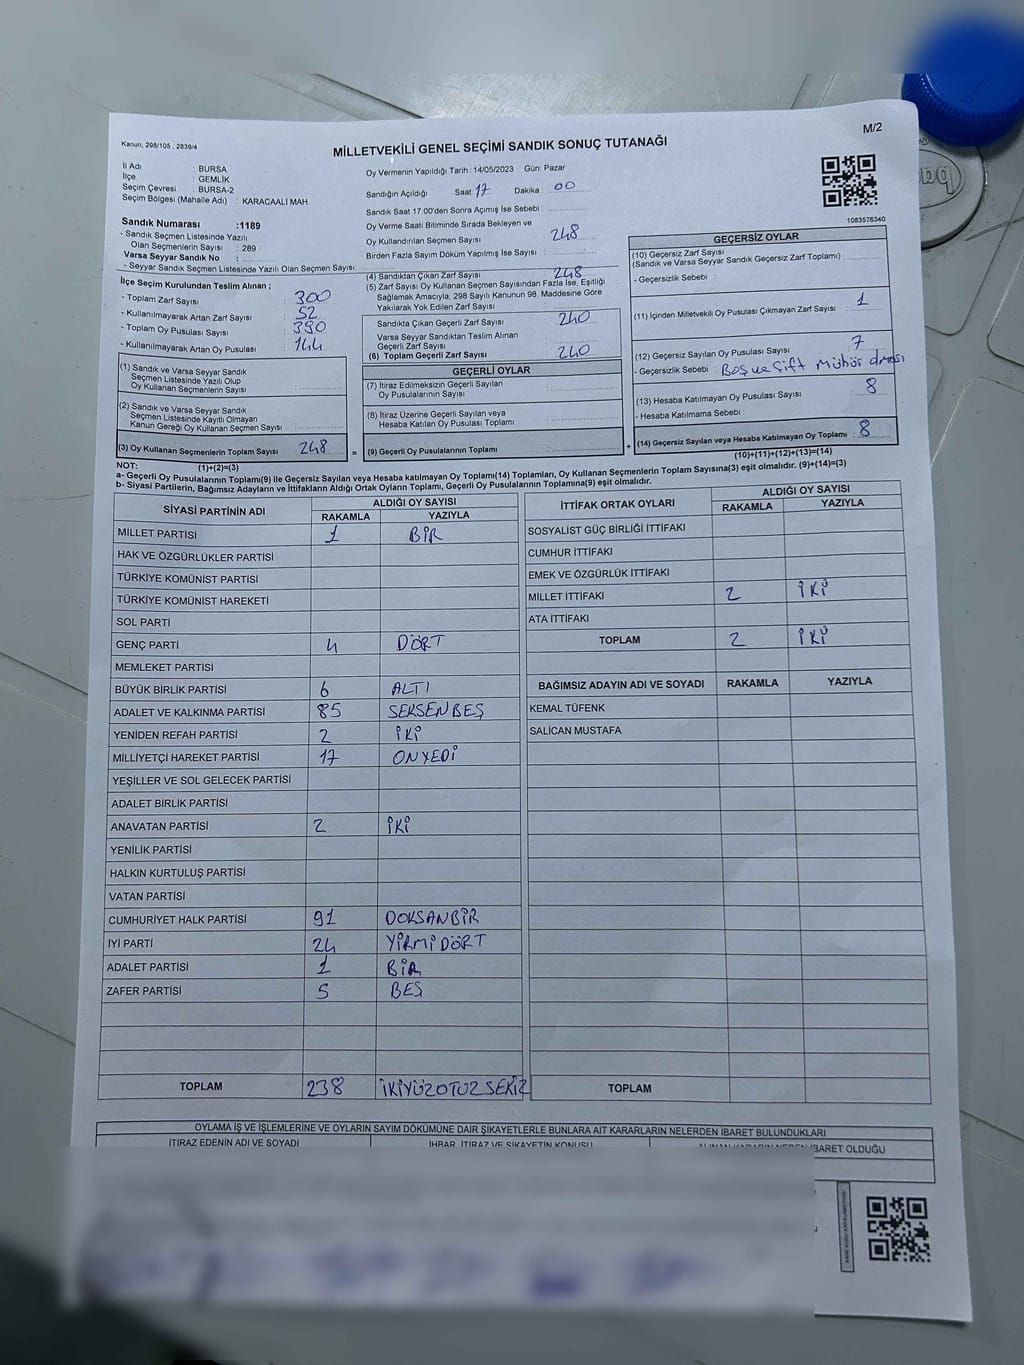 Kanun, 298/105 , 2839/4
M/2
MİLLETVEKİLİ GENEL SEÇİMİ SANDIK SONUÇ TUTANAĞI
İl Adı : BURSA
İlçe : GEMLİK
Seçim Çevresi : BURSA-2
Seçim Bölgesi (Mahalle Adı) : KARACAALİ MAH.
Oy Vermenin Yapıldığı Tarih :14/05/2023 Gün: Pazar
Sandığın Açıldığı Saat: 17 Dakika : 00
Sandık Saat 17:00'den Sonra Açımış İse Sebebi :
Oy Verme Saati Bitiminde Sırada Bekleyen ve
Oy Kullandırılan Seçmen Sayısı : 248
Birden Fazla Sayım Döküm Yapılmış İse Sayısı :
1083576340
Sandık Numarası :1189
- Sandık Seçmen Listesinde Yazılı
Olan Seçmenlerin Sayısı : 289
Varsa Seyyar Sandık No :
- Seyyar Sandık Seçmen Listesinde Yazılı Olan Seçmen Sayısı:
İlçe Seçim Kurulundan Teslim Alınan ;
- Toplam Zarf Sayısı : 300
- Kullanılmayarak Artan Zarf Sayısı : 52
- Toplam Oy Pusulası Sayısı : 390
- Kullanılmayarak Artan Oy Pusulası : 144
(4) Sandıktan Çıkan Zarf Sayısı : 248
(5) Zarf Sayısı Oy Kullanan Seçmen Sayısından Fazla İse, Eşitliği
Sağlamak Amacıyla, 298 Sayılı Kanunun 98. Maddesine Göre
Yakılarak Yok Edilen Zarf Sayısı :
Sandıkta Çıkan Geçerli Zarf Sayısı : 240
Varsa Seyyar Sandıktan Teslim Alınan
Geçerli Zarf Sayısı :
(6) Toplam Geçerli Zarf Sayısı : 240
GEÇERSİZ OYLAR
(10) Geçersiz Zarf Sayısı
(Sandık ve Varsa Seyyar Sandık Geçersiz Zarf Toplamı) :
- Geçersizlik Sebebi :
(11) İçinden Milletvekili Oy Pusulası Çıkmayan Zarf Sayısı : 1
(12) Geçersiz Sayılan Oy Pusulası Sayısı : 7
- Geçersizlik Sebebi : Boş ve Çift Mühür olması
(13) Hesaba Katılmayan Oy Pusulası Sayısı : 8
- Hesaba Katılmama Sebebi :
(14) Geçersiz Sayılan veya Hesaba Katılmayan Oy Toplamı : 8
(10)+(11)+(12)+(13)=(14)
(1) Sandık ve Varsa Seyyar Sandık
Seçmen Listesinde Yazılı Olup
Oy Kullanan Seçmenlerin Sayısı :
(2) Sandık ve Varsa Seyyar Sandık
Seçmen Listesinde Kayıtlı Olmayan
Kanun Gereği Oy Kullanan Seçmen Sayısı :
(3) Oy Kullanan Seçmenlerin Toplam Sayısı : 248
(1)+(2)=(3)
GEÇERLİ OYLAR
(7) İtiraz Edilmeksizin Geçerli Sayılan
Oy Pusulalarının Sayısı :
(8) İtiraz Üzerine Geçerli Sayılan veya
Hesaba Katılan Oy Pusulası Toplamı :
= (9) Geçerli Oy Pusulalarının Toplamı : +
NOT:
a- Geçerli Oy Pusulalarının Toplamı(9) ile Geçersiz Sayılan veya Hesaba katılmayan Oy Toplamı(14) Toplamları, Oy Kullanan Seçmenlerin Toplam Sayısına(3) eşit olmalıdır. (9)+(14)=(3)
b- Siyasi Partilerin, Bağımsız Adayların ve İttifakların Aldığı Ortak Oyların Toplamı, Geçerli Oy Pusulalarının Toplamına(9) eşit olmalıdır.
SİYASİ PARTİNİN ADI ALDIĞI OY SAYISI
RAKAMLA YAZIYLA
MİLLET PARTİSİ 1 BİR
HAK VE ÖZGÜRLÜKLER PARTİSİ
TÜRKİYE KOMÜNİST PARTİSİ
TÜRKİYE KOMÜNİST HAREKETİ
SOL PARTİ
GENÇ PARTİ 4 DÖRT
MEMLEKET PARTİSİ
BÜYÜK BİRLİK PARTİSİ 6 ALTI
ADALET VE KALKINMA PARTİSİ 85 SEKSENBEŞ
YENİDEN REFAH PARTİSİ 2 İKİ
MİLLİYETÇİ HAREKET PARTİSİ 17 ONYEDİ
YEŞİLLER VE SOL GELECEK PARTİSİ
ADALET BİRLİK PARTİSİ
ANAVATAN PARTİSİ 2 İKİ
YENİLİK PARTİSİ
HALKIN KURTULUŞ PARTİSİ
VATAN PARTİSİ
CUMHURİYET HALK PARTİSİ 91 DOKSANBİR
İYİ PARTİ 24 YİRMİDÖRT
ADALET PARTİSİ 1 BİR
ZAFER PARTİSİ 5 BEŞ
TOPLAM 238 İKİYÜZOTUZSEKİZ
İTTİFAK ORTAK OYLARI ALDIĞI OY SAYISI
RAKAMLA YAZIYLA
SOSYALİST GÜÇ BİRLİĞİ İTTİFAKI
CUMHUR İTTİFAKI
EMEK VE ÖZGÜRLÜK İTTİFAKI
MİLLET İTTİFAKI 2 İKİ
ATA İTTİFAKI
TOPLAM 2 İKİ
BAĞIMSIZ ADAYIN ADI VE SOYADI RAKAMLA YAZIYLA
KEMAL TÜFENK
SALİCAN MUSTAFA
TOPLAM
OYLAMA İŞ VE İŞLEMLERİNE VE OYLARIN SAYIM DÖKÜMÜNE DAİR ŞİKAYETLERLE BUNLARA AİT KARARLARIN NELERDEN İBARET BULUNDUKLARI
İTİRAZ EDENİN ADI VE SOYADI İHBAR, İTİRAZ VE ŞİKAYETİN KONUSU ALINAN KARARIN NEDEN İBARET OLDUĞU